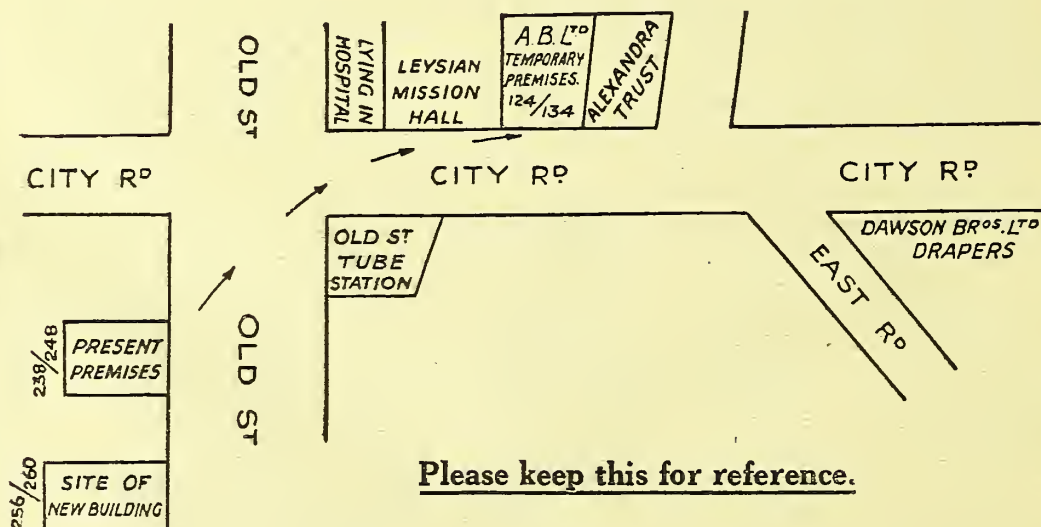 OLD ST
LYING IN
HOSPITAL
LEYSIAN
MISSION
HALL
A.B. LTD
TEMPORARY
PREMISES.
124/134
ALEXANDRA
TRUST
CITY RD
CITY RD.
CITY RD.
OLD ST
TUBE
STATION
DAWSON BROS. LTD
DRAPERS
EAST RD
OLD ST
238/248
PRESENT
PREMISES
256/260
SITE OF
NEW BUILDING
Please keep this for reference.